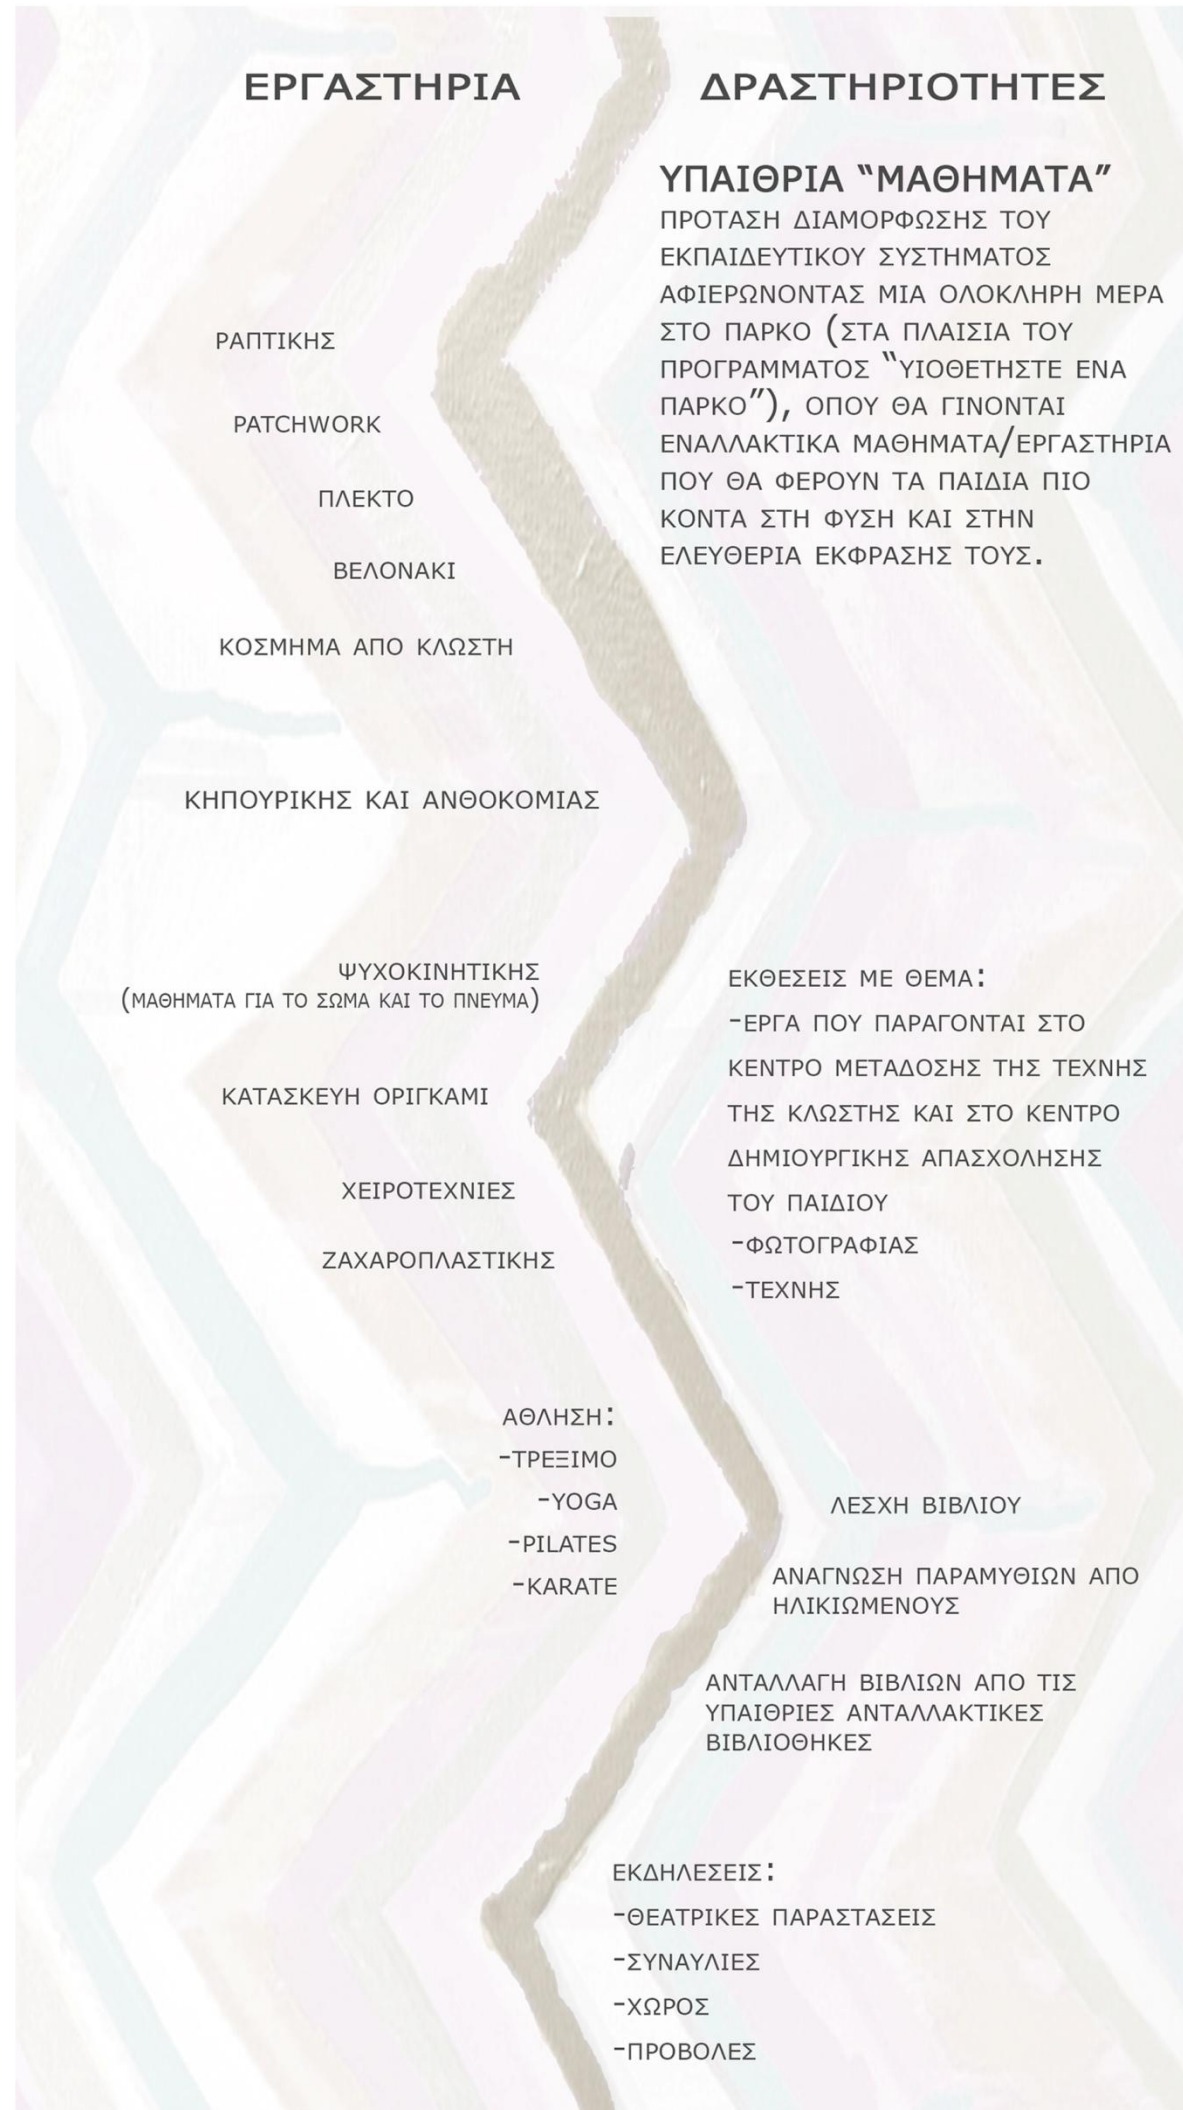 ΕΡΓΑΣΤΗΡΙΑ
ΡΑΠΤΙΚΗΣ
PATCHWORK
ΠΛΕΚΤΟ
ΒΕΛΟΝΑΚΙ
ΚΟΣΜΗΜΑ ΑΠΟ ΚΛΩΣΤΗ
ΚΗΠΟΥΡΙΚΗΣ ΚΑΙ ΑΝΘΟΚΟΜΙΑΣ
ΨΥΧΟΚΙΝΗΤΙΚΗΣ
(ΜΑΘΗΜΑΤΑ ΓΙΑ ΤΟ ΣΩΜΑ ΚΑΙ ΤΟ ΠΝΕΥΜΑ)
ΚΑΤΑΣΚΕΥΗ ΟΡΙΓΚΑΜΙ
ΧΕΙΡΟΤΕΧΝΙΕΣ
ΖΑΧΑΡΟΠΛΑΣΤΙΚΗΣ
ΑΘΛΗΣΗ:
-ΤΡΕΞΙΜΟ
-YOGA
-PILATES
-KARATE
ΔΡΑΣΤΗΡΙΟΤΗΤΕΣ
ΥΠΑΙΘΡΙΑ “ΜΑΘΗΜΑΤΑ”
ΠΡΟΤΑΣΗ ΔΙΑΜΟΡΦΩΣΗΣ ΤΟΥ
ΕΚΠΑΙΔΕΥΤΙΚΟΥ ΣΥΣΤΗΜΑΤΟΣ
ΑΦΙΕΡΩΝΟΝΤΑΣ ΜΙΑ ΟΛΟΚΛΗΡΗ ΜΕΡΑ
ΣΤΟ ΠΑΡΚΟ (ΣΤΑ ΠΛΑΙΣΙΑ ΤΟΥ
ΠΡΟΓΡΑΜΜΑΤΟΣ “ΥΙΟΘΕΤΗΣΤΕ ΕΝΑ
ΠΑΡΚΟ”), ΟΠΟΥ ΘΑ ΓΙΝΟΝΤΑΙ
ΕΝΑΛΛΑΚΤΙΚΑ ΜΑΘΗΜΑΤΑ/ΕΡΓΑΣΤΗΡΙΑ
ΠΟΥ ΘΑ ΦΕΡΟΥΝ ΤΑ ΠΑΙΔΙΑ ΠΙΟ
ΚΟΝΤΑ ΣΤΗ ΦΥΣΗ ΚΑΙ ΣΤΗΝ
ΕΛΕΥΘΕΡΙΑ ΕΚΦΡΑΣΗΣ ΤΟΥΣ.
ΕΚΘΕΣΕΙΣ ΜΕ ΘΕΜΑ:
-ΕΡΓΑ ΠΟΥ ΠΑΡΑΓΟΝΤΑΙ ΣΤΟ
ΚΕΝΤΡΟ ΜΕΤΑΔΟΣΗΣ ΤΗΣ ΤΕΧΝΗΣ
ΤΗΣ ΚΛΩΣΤΗΣ ΚΑΙ ΣΤΟ ΚΕΝΤΡΟ
ΔΗΜΙΟΥΡΓΙΚΗΣ ΑΠΑΣΧΟΛΗΣΗΣ
ΤΟΥ ΠΑΙΔΙΟΥ
-ΦΩΤΟΓΡΑΦΙΑΣ
-ΤΕΧΝΗΣ
ΛΕΣΧΗ ΒΙΒΛΙΟΥ
ΑΝΑΓΝΩΣΗ ΠΑΡΑΜΥΘΙΩΝ ΑΠΟ
ΗΛΙΚΙΩΜΕΝΟΥΣ
ΑΝΤΑΛΛΑΓΗ ΒΙΒΛΙΩΝ ΑΠΟ ΤΙΣ
ΥΠΑΙΘΡΙΕΣ ΑΝΤΑΛΛΑΚΤΙΚΕΣ
ΒΙΒΛΙΟΘΗΚΕΣ
ΕΚΔΗΛΕΣΕΙΣ:
-ΘΕΑΤΡΙΚΕΣ ΠΑΡΑΣΤΑΣΕΙΣ
-ΣΥΝΑΥΛΙΕΣ
-ΧΩΡΟΣ
-ΠΡΟΒΟΛΕΣ